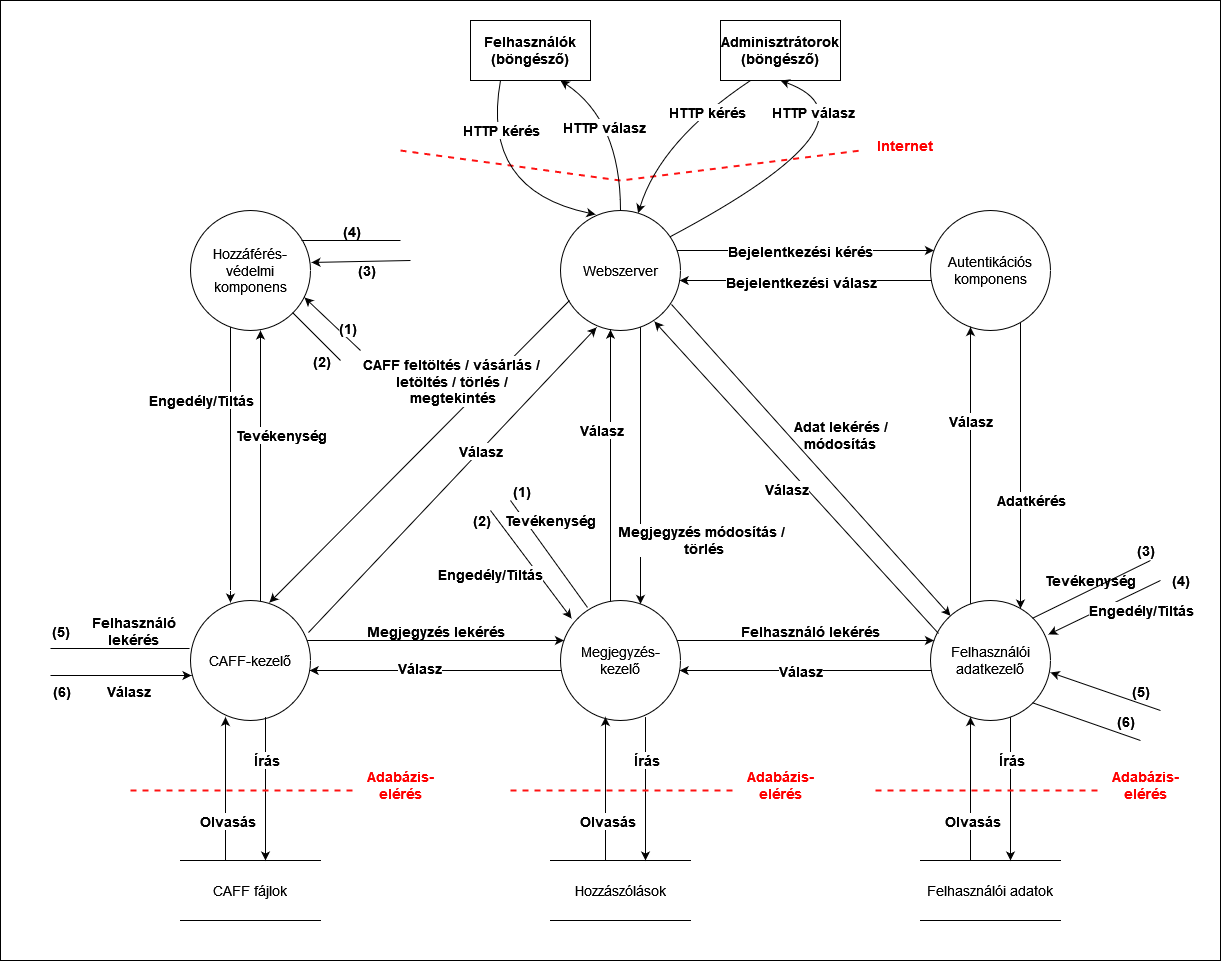 Felhasználók
(böngésző)
Adminisztrátorok
(böngésző)
HTTP kérés
HTTP válasz
HTTP kérés
HTTP válasz
Internet
Hozzáférés-
védelmi
komponens
(4)
(3)
(1)
(2)
Webszerver
Bejelentkezési kérés
Bejelentkezési válasz
Autentikációs
komponens
CAFF feltöltés / vásárlás /
letöltés / törlés /
megtekintés
Engedély/Tiltás
Tevékenység
Válasz
Válasz
Adat lekérés /
módosítás
Válasz
Válasz
Adatkérés
(1)
(2)
Tevékenység
Engedély/Tiltás
Megjegyzés módosítás /
törlés
(3)
Tevékenység
(4)
Engedély/Tiltás
(5)
Felhasználó
lekérés
(6)
Válasz
CAFF-kezelő
Megjegyzés lekérés
Válasz
Megjegyzés-
kezelő
Felhasználó lekérés
Válasz
Felhasználói
adatkezelő
(5)
(6)
Írás
Olvasás
Adabázis-
elérés
Írás
Olvasás
Adabázis-
elérés
Írás
Olvasás
Adabázis-
elérés
CAFF fájlok
Hozzászólások
Felhasználói adatok